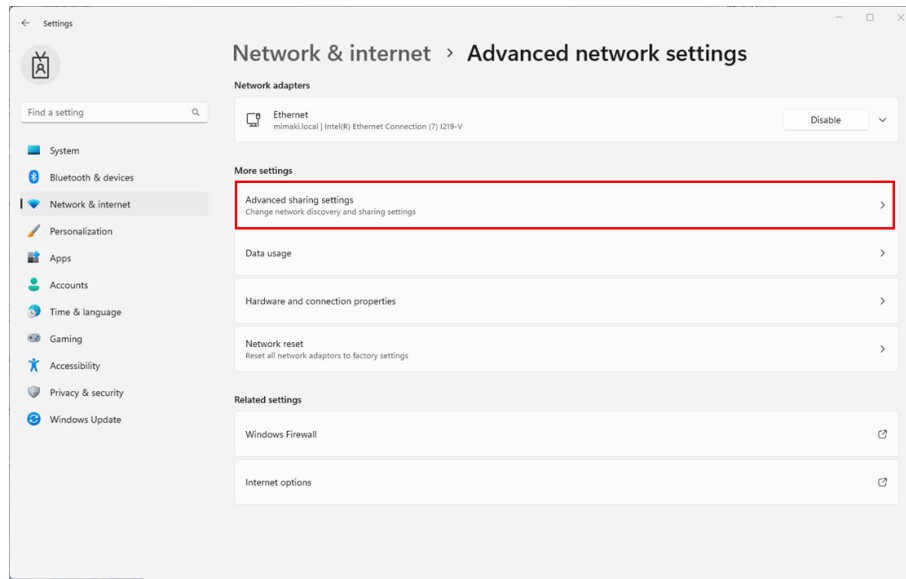 Settings
Network & internet > Advanced network settings
Find a setting
System
Bluetooth & devices
Network & internet
Personalization
Apps
Accounts
Time & language
Gaming
Accessibility
Privacy & security
Windows Update
Network adapters
Ethernet
mimaki.local | Intel(R) Ethernet Connection (7) I219-V
Disable
More settings
Advanced sharing settings
Change network discovery and sharing settings
Data usage
Hardware and connection properties
Network reset
Reset all network adaptors to factory settings
Related settings
Windows Firewall
Internet options